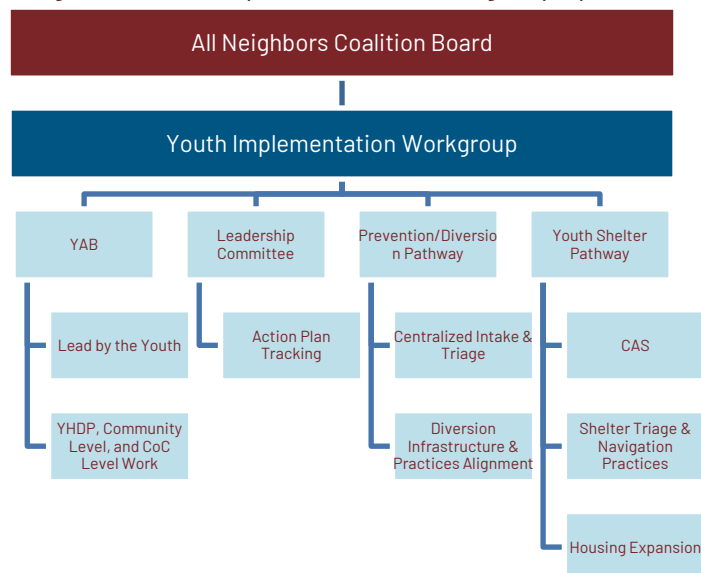 All Neighbors Coalition Board
Youth Implementation Workgroup
YAB
Leadership
Committee
Prevention/Diversio
n Pathway
Youth Shelter
Pathway
Lead by the Youth
Action Plan
Tracking
Centralized Intake &
Triage
CAS
YHDP, Community
Level, and CoC
Level Work
Diversion
Infrastructure &
Practices Alignment
Shelter Triage &
Navigation
Practices
Housing Expansion